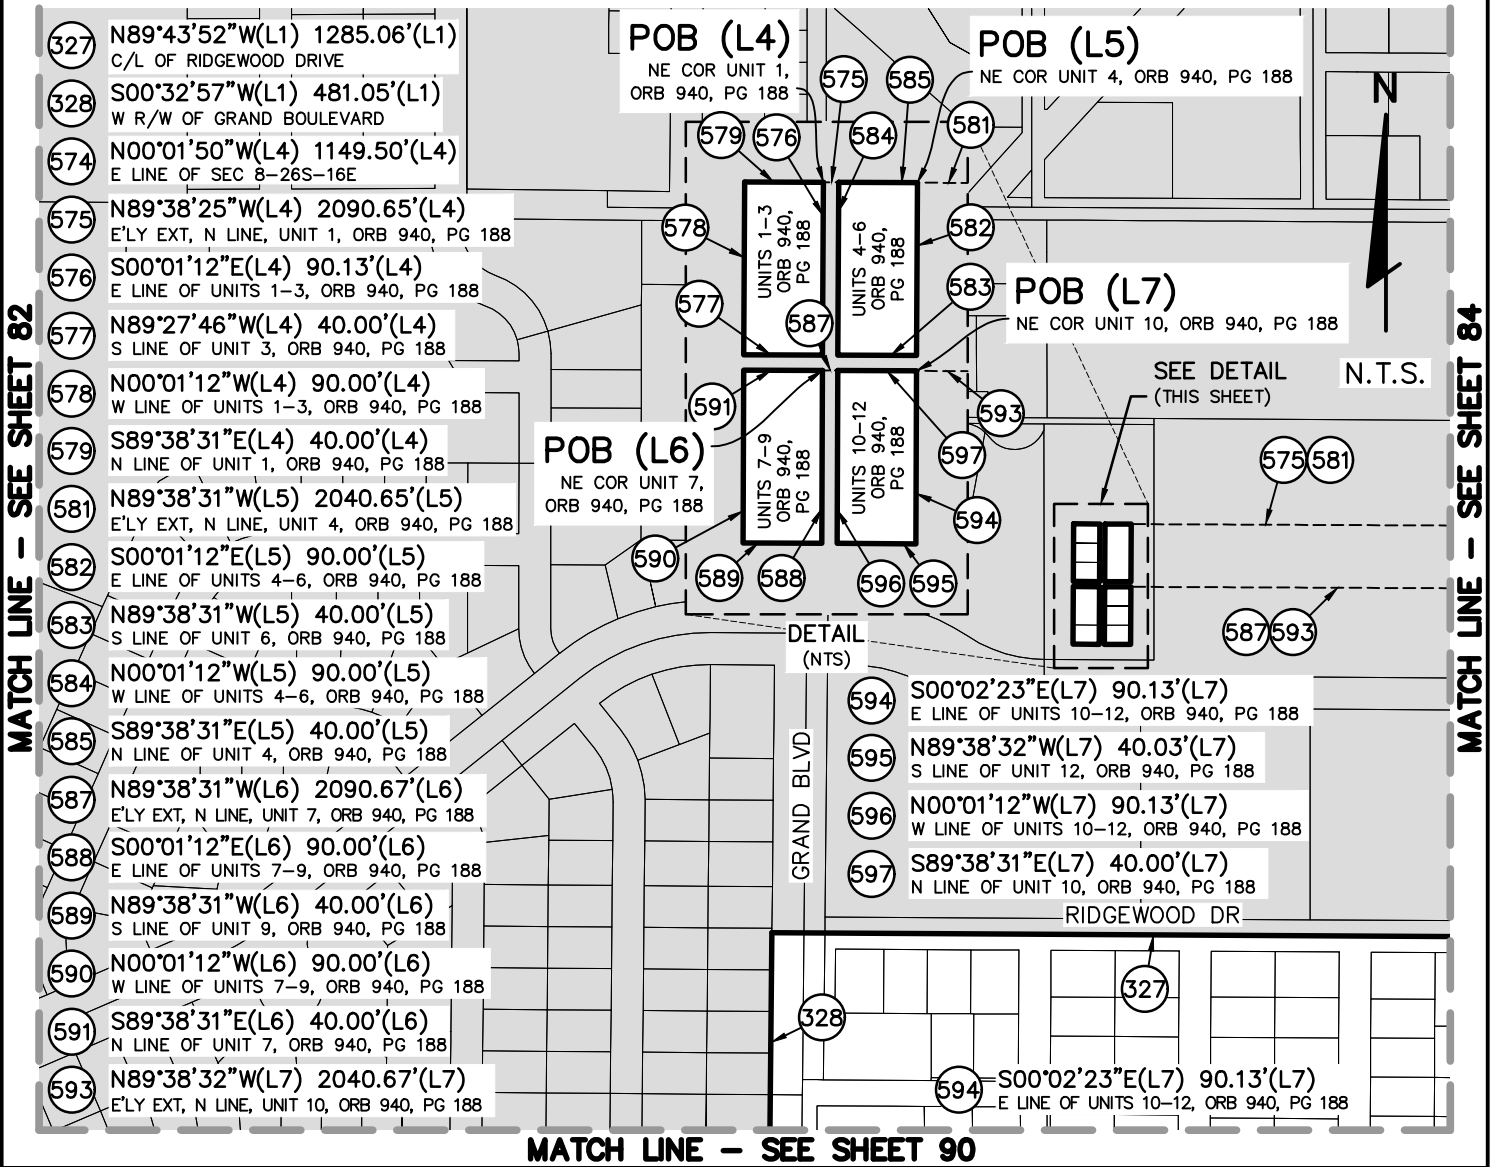 327 N89°43'52"W(L1) 1285.06'(L1)
C/L OF RIDGEWOOD DRIVE
328 S00°32'57"W(L1) 481.05'(L1)
W R/W OF GRAND BOULEVARD
574 N00°01'50"W(L4) 1149.50'(L4)
E LINE OF SEC 8-26S-16E
575 N89°38'25"W(L4) 2090.65'(L4)
E'LY EXT, N LINE, UNIT 1, ORB 940, PG 188
576 S00°01'12"E(L4) 90.13'(L4)
E LINE OF UNITS 1-3, ORB 940, PG 188
577 N89°27'46"W(L4) 40.00'(L4)
S LINE OF UNIT 3, ORB 940, PG 188
578 N00°01'12"W(L4) 90.00'(L4)
W LINE OF UNITS 1-3, ORB 940, PG 188
579 S89°38'31"E(L4) 40.00'(L4)
N LINE OF UNIT 1, ORB 940, PG 188
581 N89°38'31"W(L5) 2040.65'(L5)
E'LY EXT, N LINE, UNIT 4, ORB 940, PG 188
582 S00°01'12"E(L5) 90.00'(L5)
E LINE OF UNITS 4-6, ORB 940, PG 188
583 N89°38'31"W(L5) 40.00'(L5)
S LINE OF UNIT 6, ORB 940, PG 188
584 N00°01'12"W(L5) 90.00'(L5)
W LINE OF UNITS 4-6, ORB 940, PG 188
585 S89°38'31"E(L5) 40.00'(L5)
N LINE OF UNIT 4, ORB 940, PG 188
587 N89°38'31"W(L6) 2090.67'(L6)
E'LY EXT, N LINE, UNIT 7, ORB 940, PG 188
588 S00°01'12"E(L6) 90.00'(L6)
E LINE OF UNITS 7-9, ORB 940, PG 188
589 N89°38'31"W(L6) 40.00'(L6)
S LINE OF UNIT 9, ORB 940, PG 188
590 N00°01'12"W(L6) 90.00'(L6)
W LINE OF UNITS 7-9, ORB 940, PG 188
591 S89°38'31"E(L6) 40.00'(L6)
N LINE OF UNIT 7, ORB 940, PG 188
593 N89°38'32"W(L7) 2040.67'(L7)
E'LY EXT, N LINE, UNIT 10, ORB 940, PG 188
MATCH LINE - SEE SHEET 82
POB (L4)
NE COR UNIT 1,
ORB 940, PG 188
POB (L5)
NE COR UNIT 4, ORB 940, PG 188
575
585
581
579
576
584
578
582
577
587
583
UNITS 1-3
ORB 940,
PG 188
UNITS 4-6
ORB 940,
PG 188
POB (L7)
NE COR UNIT 10, ORB 940, PG 188
N
N.T.S.
SEE DETAIL
(THIS SHEET)
591
593
POB (L6)
NE COR UNIT 7,
ORB 940, PG 188
UNITS 7-9
ORB 940,
PG 188
UNITS 10-12
ORB 940,
PG 188
597
594
590
589
588
596
595
575 581
587 593
DETAIL
(NTS)
594 S00°02'23"E(L7) 90.13'(L7)
E LINE OF UNITS 10-12, ORB 940, PG 188
595 N89°38'32"W(L7) 40.03'(L7)
S LINE OF UNIT 12, ORB 940, PG 188
596 N00°01'12"W(L7) 90.13'(L7)
W LINE OF UNITS 10-12, ORB 940, PG 188
597 S89°38'31"E(L7) 40.00'(L7)
N LINE OF UNIT 10, ORB 940, PG 188
GRAND BLVD
RIDGEWOOD DR
327
328
594 S00°02'23"E(L7) 90.13'(L7)
E LINE OF UNITS 10-12, ORB 940, PG 188
MATCH LINE - SEE SHEET 84
MATCH LINE - SEE SHEET 90